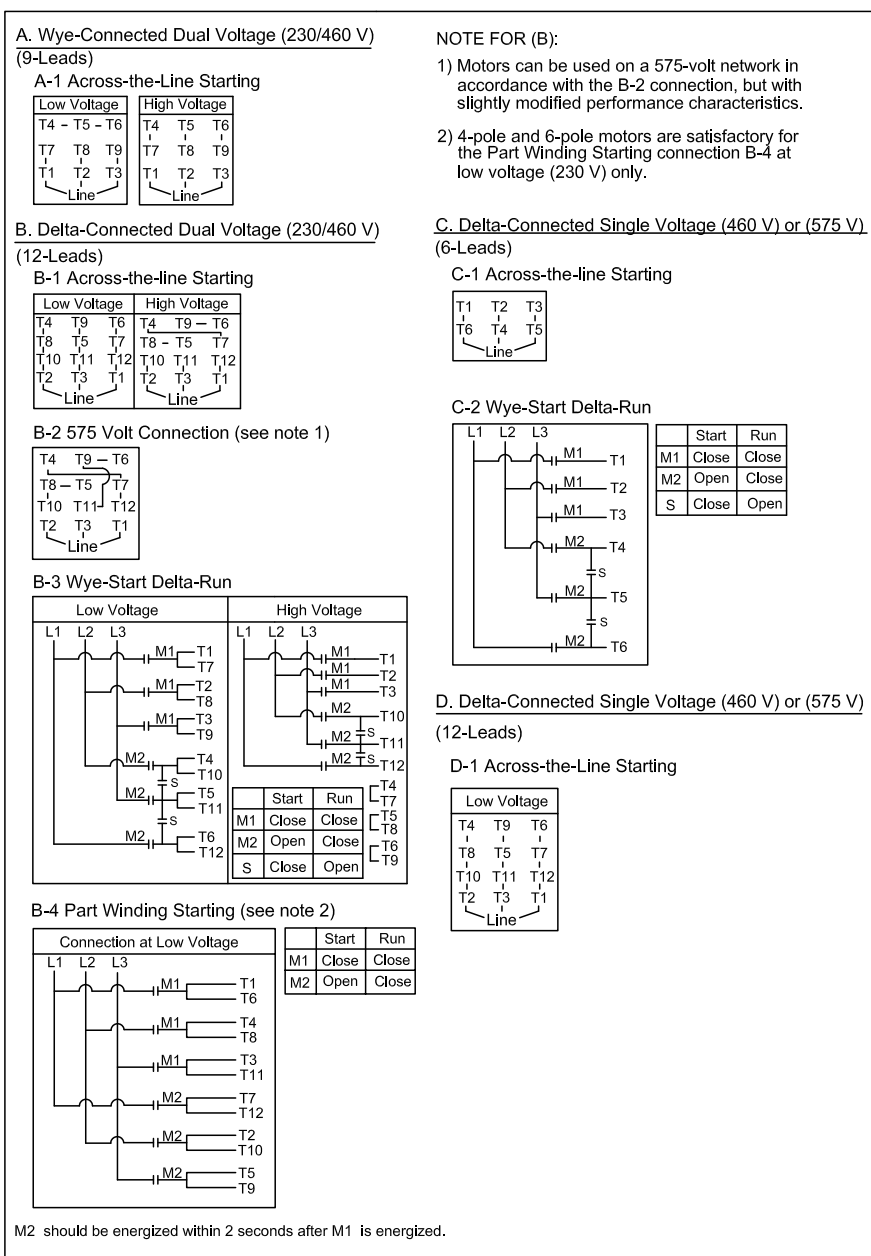 A. Wye-Connected Dual Voltage (230/460 V)
(9-Leads)
A-1 Across-the-Line Starting
Low Voltage High Voltage
T4 – T5 – T6 T4 T5 T6
T7 T8 T9 T7 T8 T9
T1 T2 T3 T1 T2 T3
Line Line
B. Delta-Connected Dual Voltage (230/460 V)
(12-Leads)
B-1 Across-the-line Starting
Low Voltage High Voltage
T4 T9 T6 T4 T9 – T6
T8 T5 T7 T8 – T5 T7
T10 T11 T12 T10 T11 T12
T2 T3 T1 T2 T3 T1
Line Line
B-2 575 Volt Connection (see note 1)
T4 T9 – T6
T8 – T5 T7
T10 T11 T12
T2 T3 T1
Line
B-3 Wye-Start Delta-Run
Low Voltage
L1 L2 L3
M1 T1
T7
M1 T2
T8
M1 T3
T9
M2 T4
T10
S
M2 T5
T11
S
M2 T6
T12
High Voltage
L1 L2 L3
M1 T1
M1 T2
M1 T3
M2 T10
S
M2 T11
M2 S T12
T4
T7
T5
T8
T6
T9
Start Run
M1 Close Close
M2 Open Close
S Close Open
B-4 Part Winding Starting (see note 2)
Connection at Low Voltage
L1 L2 L3
M1 T1
T6
M1 T4
T8
M1 T3
T11
M2 T7
T12
M2 T2
T10
M2 T5
T9
Start Run
M1 Close Close
M2 Open Close
M2 should be energized within 2 seconds after M1 is energized.
NOTE FOR (B):
1) Motors can be used on a 575-volt network in
accordance with the B-2 connection, but with
slightly modified performance characteristics.
2) 4-pole and 6-pole motors are satisfactory for
the Part Winding Starting connection B-4 at
low voltage (230 V) only.
C. Delta-Connected Single Voltage (460 V) or (575 V)
(6-Leads)
C-1 Across-the-line Starting
T1 T2 T3
T6 T4 T5
Line
C-2 Wye-Start Delta-Run
L1 L2 L3
M1 T1
M1 T2
M1 T3
M2 T4
S
M2 T5
S
M2 T6
Start Run
M1 Close Close
M2 Open Close
S Close Open
D. Delta-Connected Single Voltage (460 V) or (575 V)
(12-Leads)
D-1 Across-the-Line Starting
Low Voltage
T4 T9 T6
T8 T5 T7
T10 T11 T12
T2 T3 T1
Line